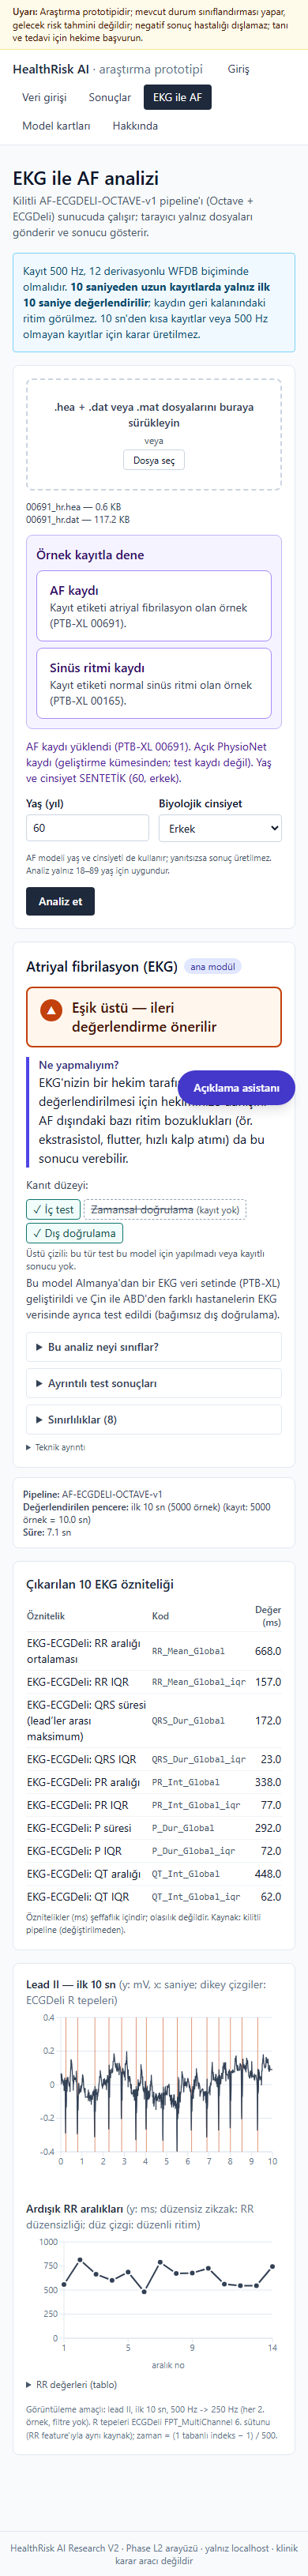 Uyarı: Araştırma prototipidir; mevcut durum sınıflandırması yapar,
gelecek risk tahmini değildir; negatif sonuç hastalığı dışlamaz; tanı
ve tedavi için hekime başvurun.
HealthRisk AI · araştırma prototipi Giriş
Veri girişi Sonuçlar EKG ile AF
Model kartları Hakkında
EKG ile AF analizi
Kilitli AF-ECGDELI-OCTAVE-v1 pipeline'ı (Octave +
ECGDeli) sunucuda çalışır; tarayıcı yalnız dosyaları
gönderir ve sonucu gösterir.
Kayıt 500 Hz, 12 derivasyonlu WFDB biçiminde
olmalıdır. 10 saniyeden uzun kayıtlarda yalnız ilk
10 saniye değerlendirilir; kaydın geri kalanındaki
ritim görülmez. 10 sn'den kısa kayıtlar veya 500 Hz
olmayan kayıtlar için karar üretilmez.
.hea + .dat veya .mat dosyalarını buraya
sürükleyin
veya
Dosya seç
00691_hr.hea — 0.6 KB
00691_hr.dat — 117.2 KB
Örnek kayıtla dene
AF kaydı
Kayıt etiketi atriyal fibrilasyon olan örnek
(PTB-XL 00691).
Sinüs ritmi kaydı
Kayıt etiketi normal sinüs ritmi olan örnek
(PTB-XL 00165).
AF kaydı yüklendi (PTB-XL 00691). Açık PhysioNet
kaydı (geliştirme kümesinden; test kaydı değil). Yaş
ve cinsiyet SENTETİK (60, erkek).
Yaş (yıl) Biyolojik cinsiyet
60 Erkek
AF modeli yaş ve cinsiyeti de kullanır; yanıtsızsa sonuç üretilmez.
Analiz yalnız 18–89 yaş için uygundur.
Analiz et
Atriyal fibrilasyon (EKG) ana modül
Eşik üstü — ileri
değerlendirme önerilir
Ne yapmalıyım?
EKG'nizin bir hekim
değerlendirilmesi için
AF dışındaki bazı ritim bozuklukları (ör.
ekstrasistol, flutter, hızlı kalp atımı) da bu
sonucu verebilir.
Açıklama asistanı
Kanıt düzeyi:
✓ İç test Zamansal doğrulama (kayıt yok)
✓ Dış doğrulama
Üstü çizili: bu tür test bu model için yapılmadı veya kayıtlı
sonucu yok.
Bu model Almanya'dan bir EKG veri setinde (PTB-XL)
geliştirildi ve Çin ile ABD'den farklı hastanelerin EKG
verisinde ayrıca test edildi (bağımsız dış doğrulama).
▶ Bu analiz neyi sınıflar?
▶ Ayrıntılı test sonuçları
▶ Sınırlılıklar (8)
▶ Teknik ayrıntı
Pipeline: AF-ECGDELI-OCTAVE-v1
Değerlendirilen pencere: ilk 10 sn (5000 örnek) (kayıt: 5000
örnek = 10.0 sn)
Süre: 7.1 sn
Çıkarılan 10 EKG özniteliği
Öznitelik Kod Değer
(ms)
EKG-ECGDeli: RR aralığı
ortalaması RR_Mean_Global 668.0
EKG-ECGDeli: RR IQR RR_Mean_Global_iqr 157.0
EKG-ECGDeli: QRS süresi
(lead'ler arası
maksimum) QRS_Dur_Global 172.0
EKG-ECGDeli: QRS IQR QRS_Dur_Global_iqr 23.0
EKG-ECGDeli: PR aralığı PR_Int_Global 338.0
EKG-ECGDeli: PR IQR PR_Int_Global_iqr 77.0
EKG-ECGDeli: P süresi P_Dur_Global 292.0
EKG-ECGDeli: P IQR P_Dur_Global_iqr 72.0
EKG-ECGDeli: QT aralığı QT_Int_Global 448.0
EKG-ECGDeli: QT IQR QT_Int_Global_iqr 62.0
Öznitelikler (ms) şeffaflık içindir; olasılık değildir. Kaynak: kilitli
pipeline (değiştirilmeden).
Lead II — ilk 10 sn (y: mV, x: saniye; dikey çizgiler:
ECGDeli R tepeleri)
0.4
0.2
0
-0.2
-0.4
0 1 2 3 4 5 6 7 8 9 10
Ardışık RR aralıkları (y: ms; düzensiz zikzak: RR
düzensizliği; düz çizgi: düzenli ritim)
1000
750
500
250
0
1 5 9 14
aralık no
▶ RR değerleri (tablo)
Görüntüleme amaçlı: lead II, ilk 10 sn, 500 Hz -> 250 Hz (her 2.
örnek, filtre yok). R tepeleri ECGDeli FPT_MultiChannel 6. sütunu
(RR feature'ıyla aynı kaynak); zaman = (1 tabanlı indeks − 1) / 500.
HealthRisk AI Research V2 · Phase L2 arayüzü · yalnız localhost · klinik
karar aracı değildir